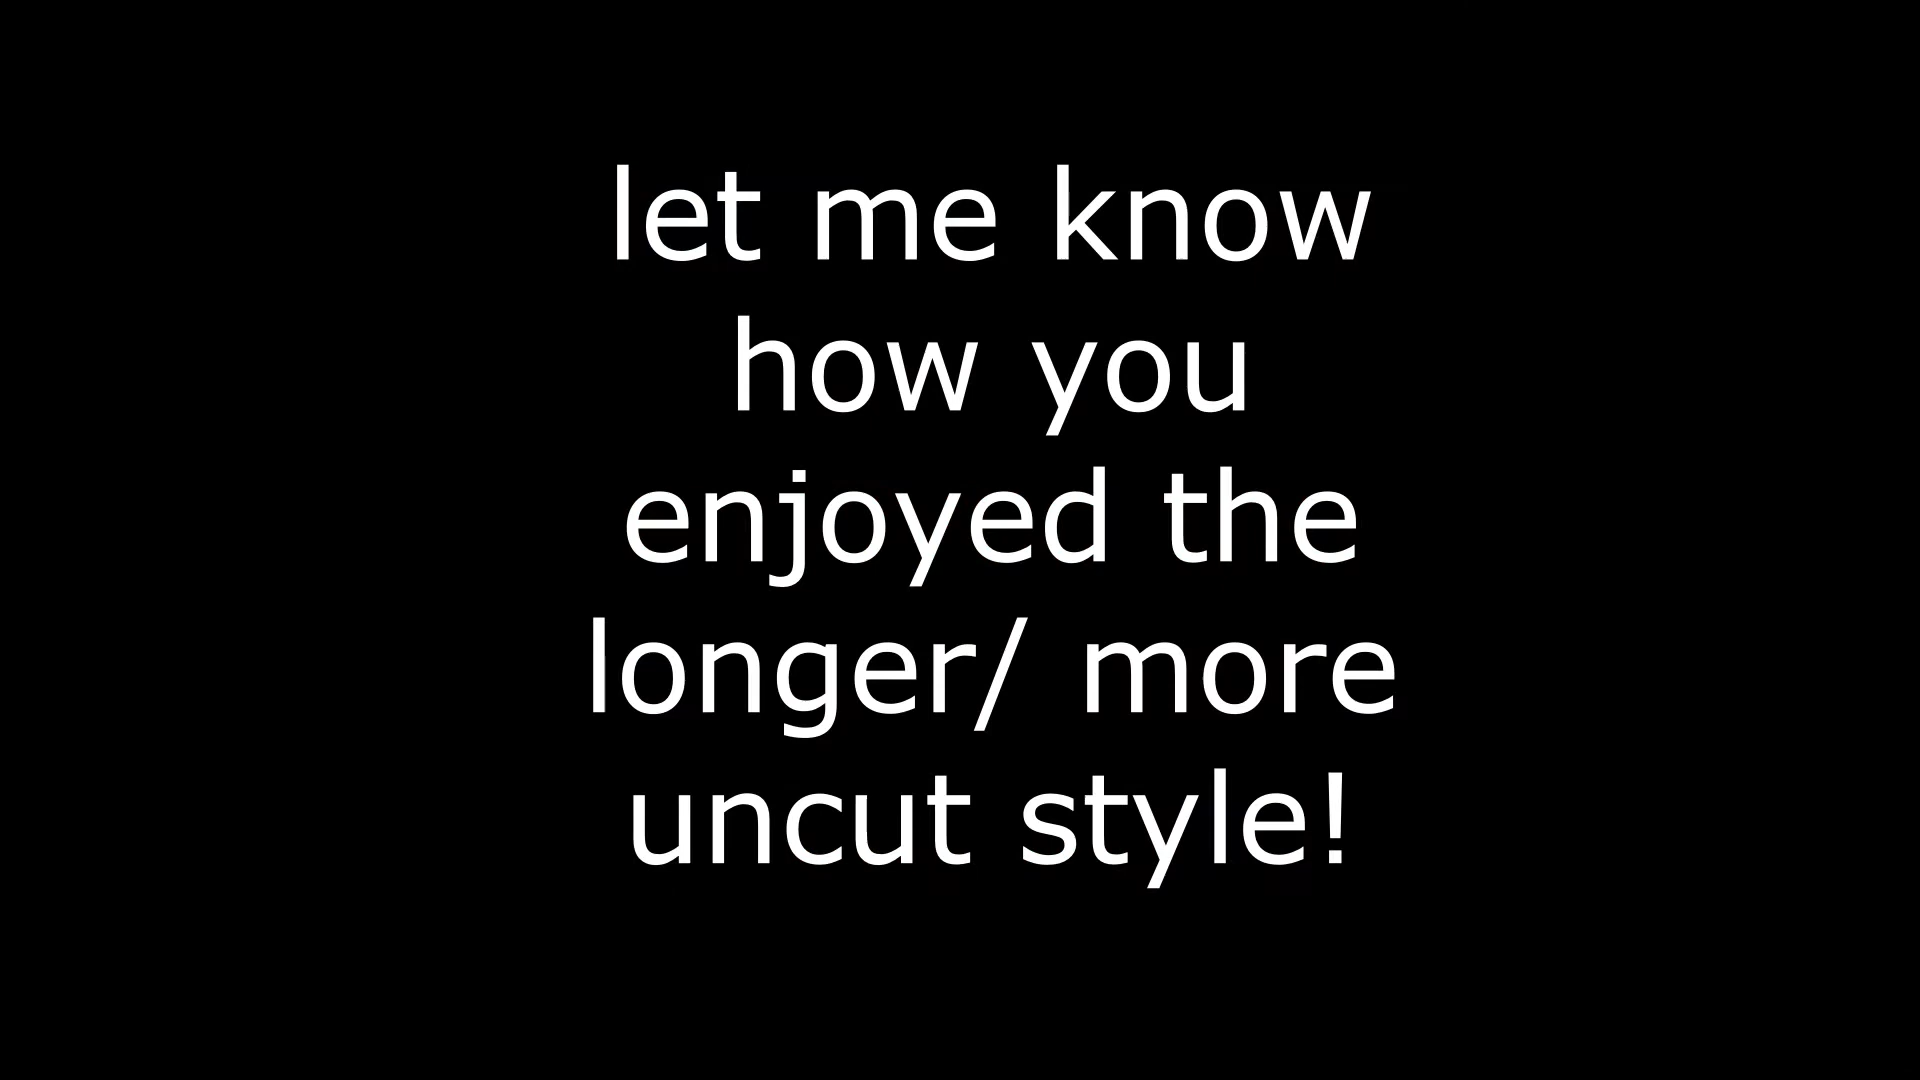 let me know
how you
enjoyed the
longer/ more
uncut style!